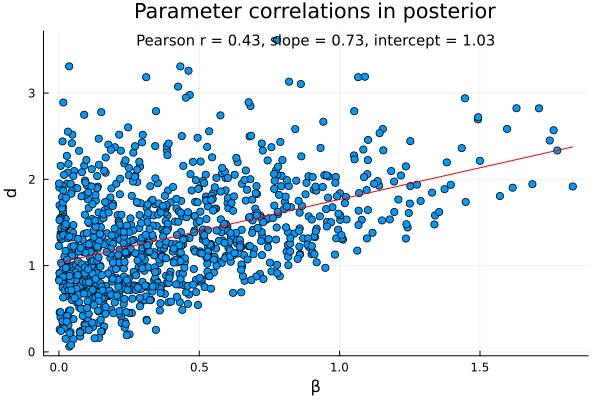 Parameter correlations in posterior
Pearson r = 0.43, slope = 0.73, intercept = 1.03
3
2
1
0
d
0.0 0.5 1.0 1.5
β